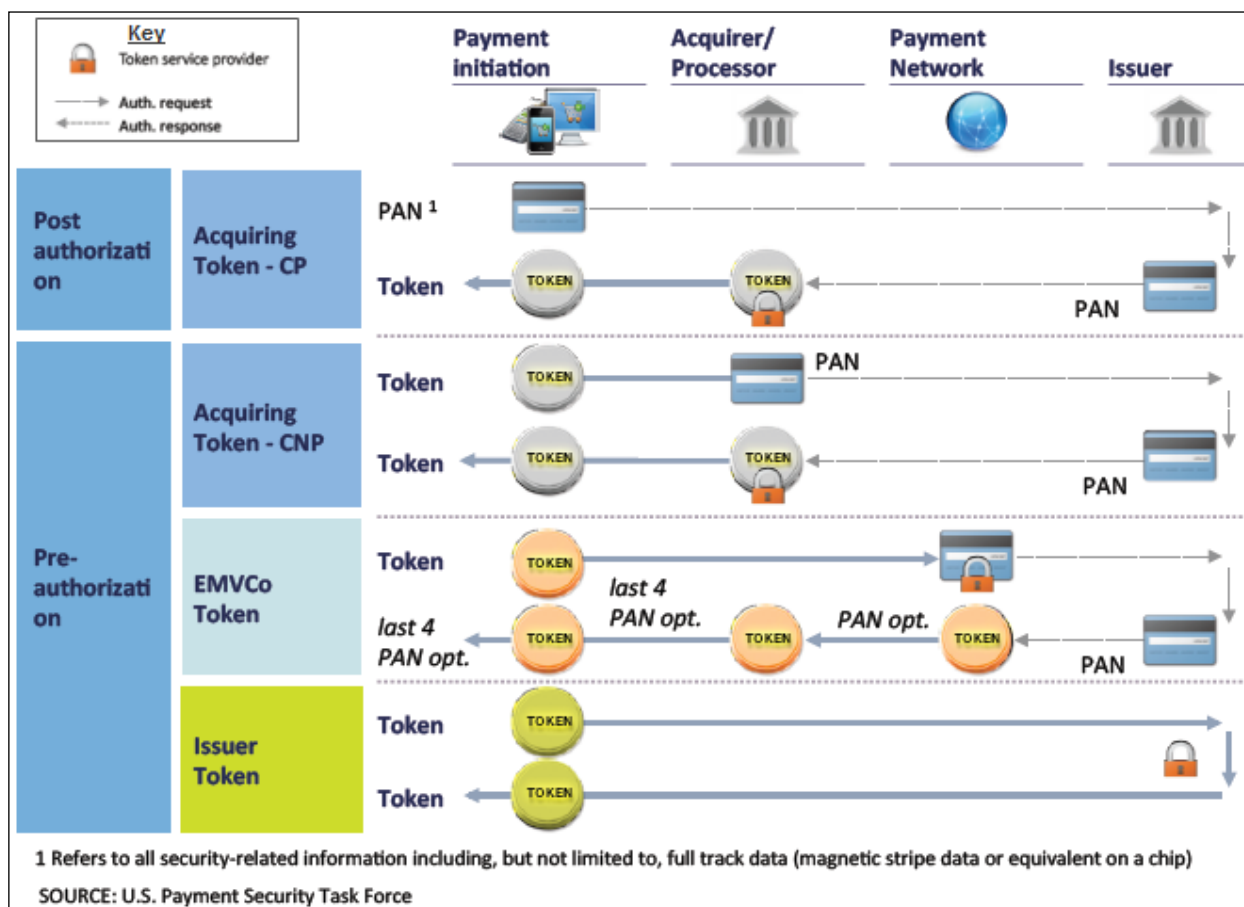 Key
Token service provider
Auth. request
Auth. response
Payment
initiation
Acquirer/
Processor
Payment
Network
Issuer
Post
authorizati
on
Acquiring
Token - CP
PAN 1
Token
TOKEN
TOKEN
PAN
Pre-
authorizati
on
Acquiring
Token - CNP
Token
TOKEN
PAN
Token
TOKEN
TOKEN
PAN
EMVCo
Token
Token
TOKEN
last 4
PAN opt.
last 4
PAN opt.
TOKEN
TOKEN
PAN opt.
TOKEN
PAN
Issuer
Token
Token
TOKEN
Token
TOKEN
1 Refers to all security-related information including, but not limited to, full track data (magnetic stripe data or equivalent on a chip)
SOURCE: U.S. Payment Security Task Force